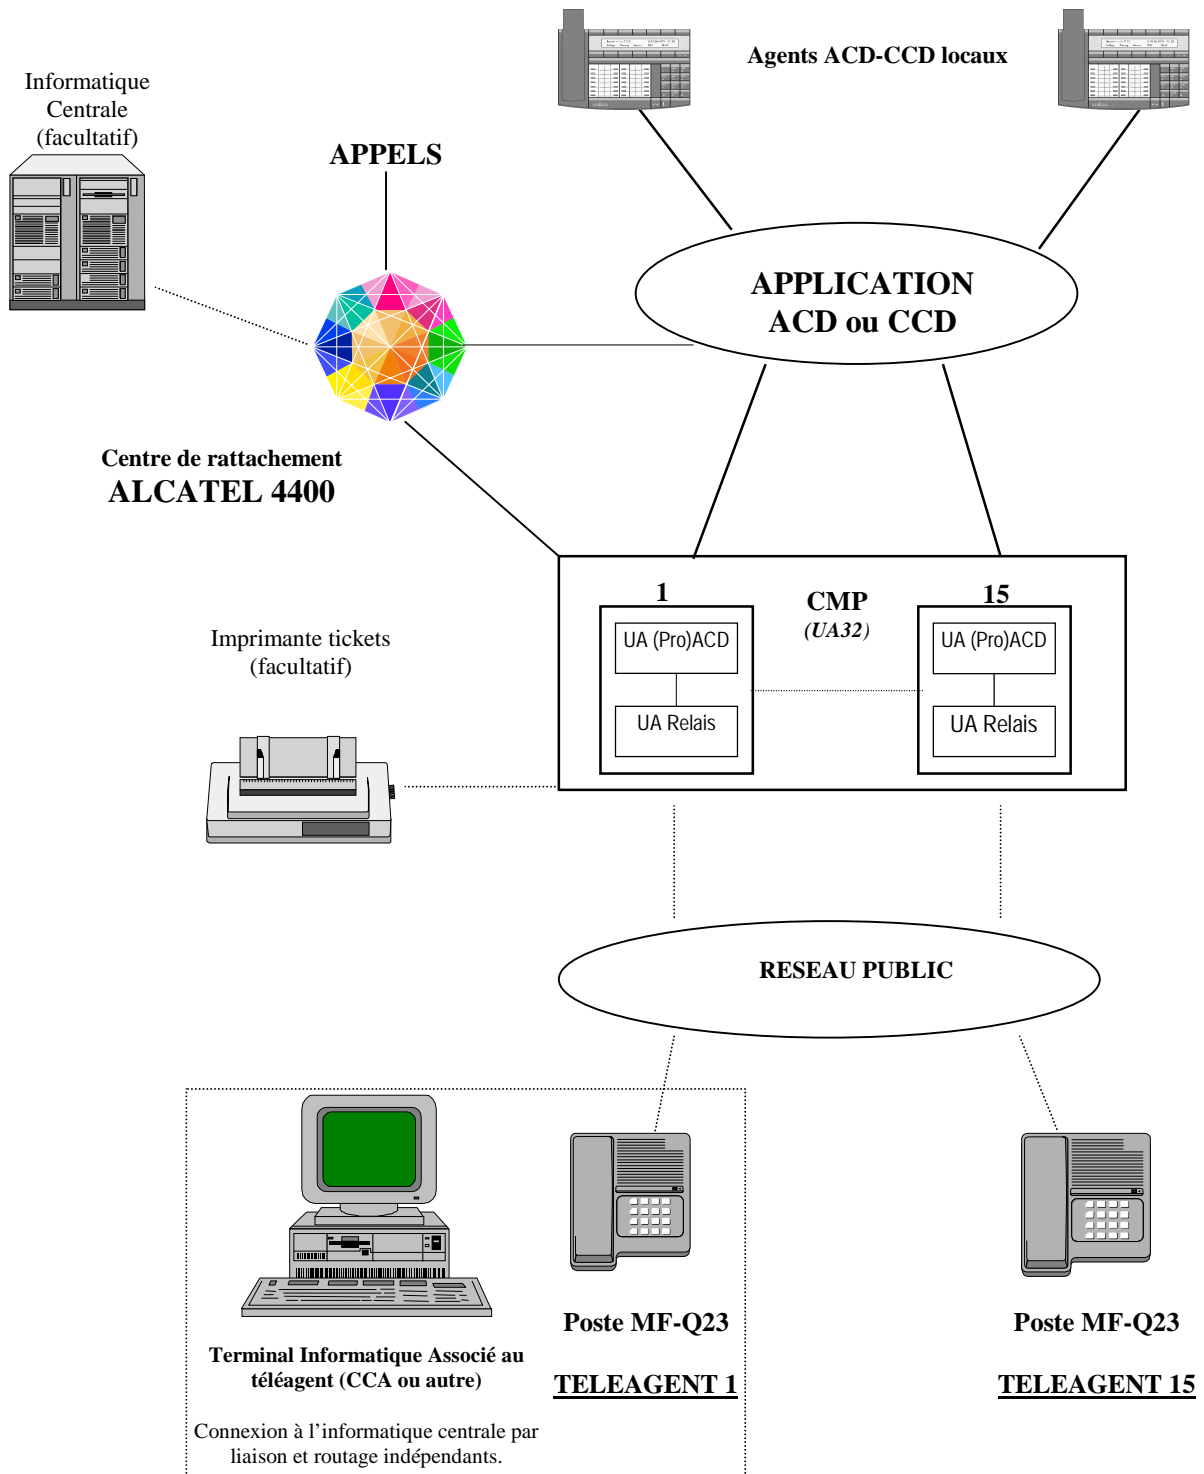 Agents ACD-CCD locaux
Informatique
Centrale
(facultatif)
APPELS
APPLICATION
ACD ou CCD
Centre de rattachement
ALCATEL 4400
1
CMP
(UA32)
15
UA (Pro)ACD
UA Relais
UA (Pro)ACD
UA Relais
Imprimante tickets
(facultatif)
RESEAU PUBLIC
Poste MF-Q23
TELEAGENT 1
Poste MF-Q23
TELEAGENT 15
Terminal Informatique Associé au
téléagent (CCA ou autre)
Connexion à l’informatique centrale par
liaison et routage indépendants.